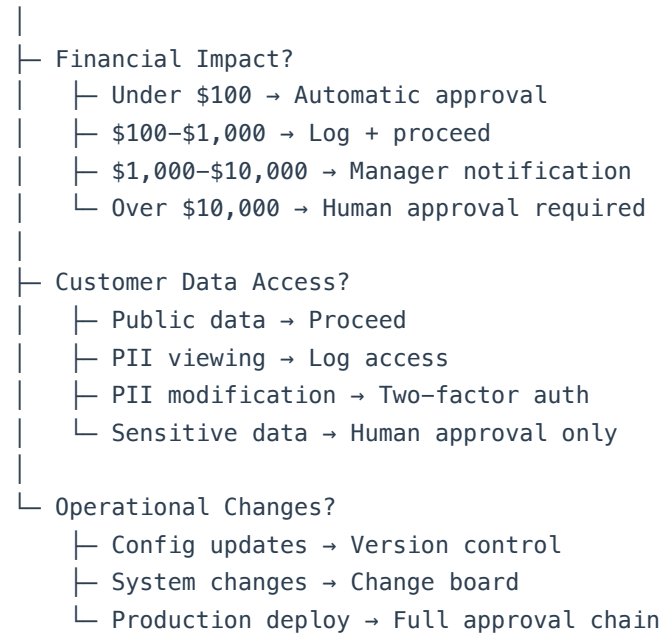 │
├─ Financial Impact?
│   ├─ Under $100 → Automatic approval
│   ├─ $100-$1,000 → Log + proceed
│   ├─ $1,000-$10,000 → Manager notification
│   └─ Over $10,000 → Human approval required
│
├─ Customer Data Access?
│   ├─ Public data → Proceed
│   ├─ PII viewing → Log access
│   ├─ PII modification → Two-factor auth
│   └─ Sensitive data → Human approval only
│
└─ Operational Changes?
    ├─ Config updates → Version control
    ├─ System changes → Change board
    └─ Production deploy → Full approval chain